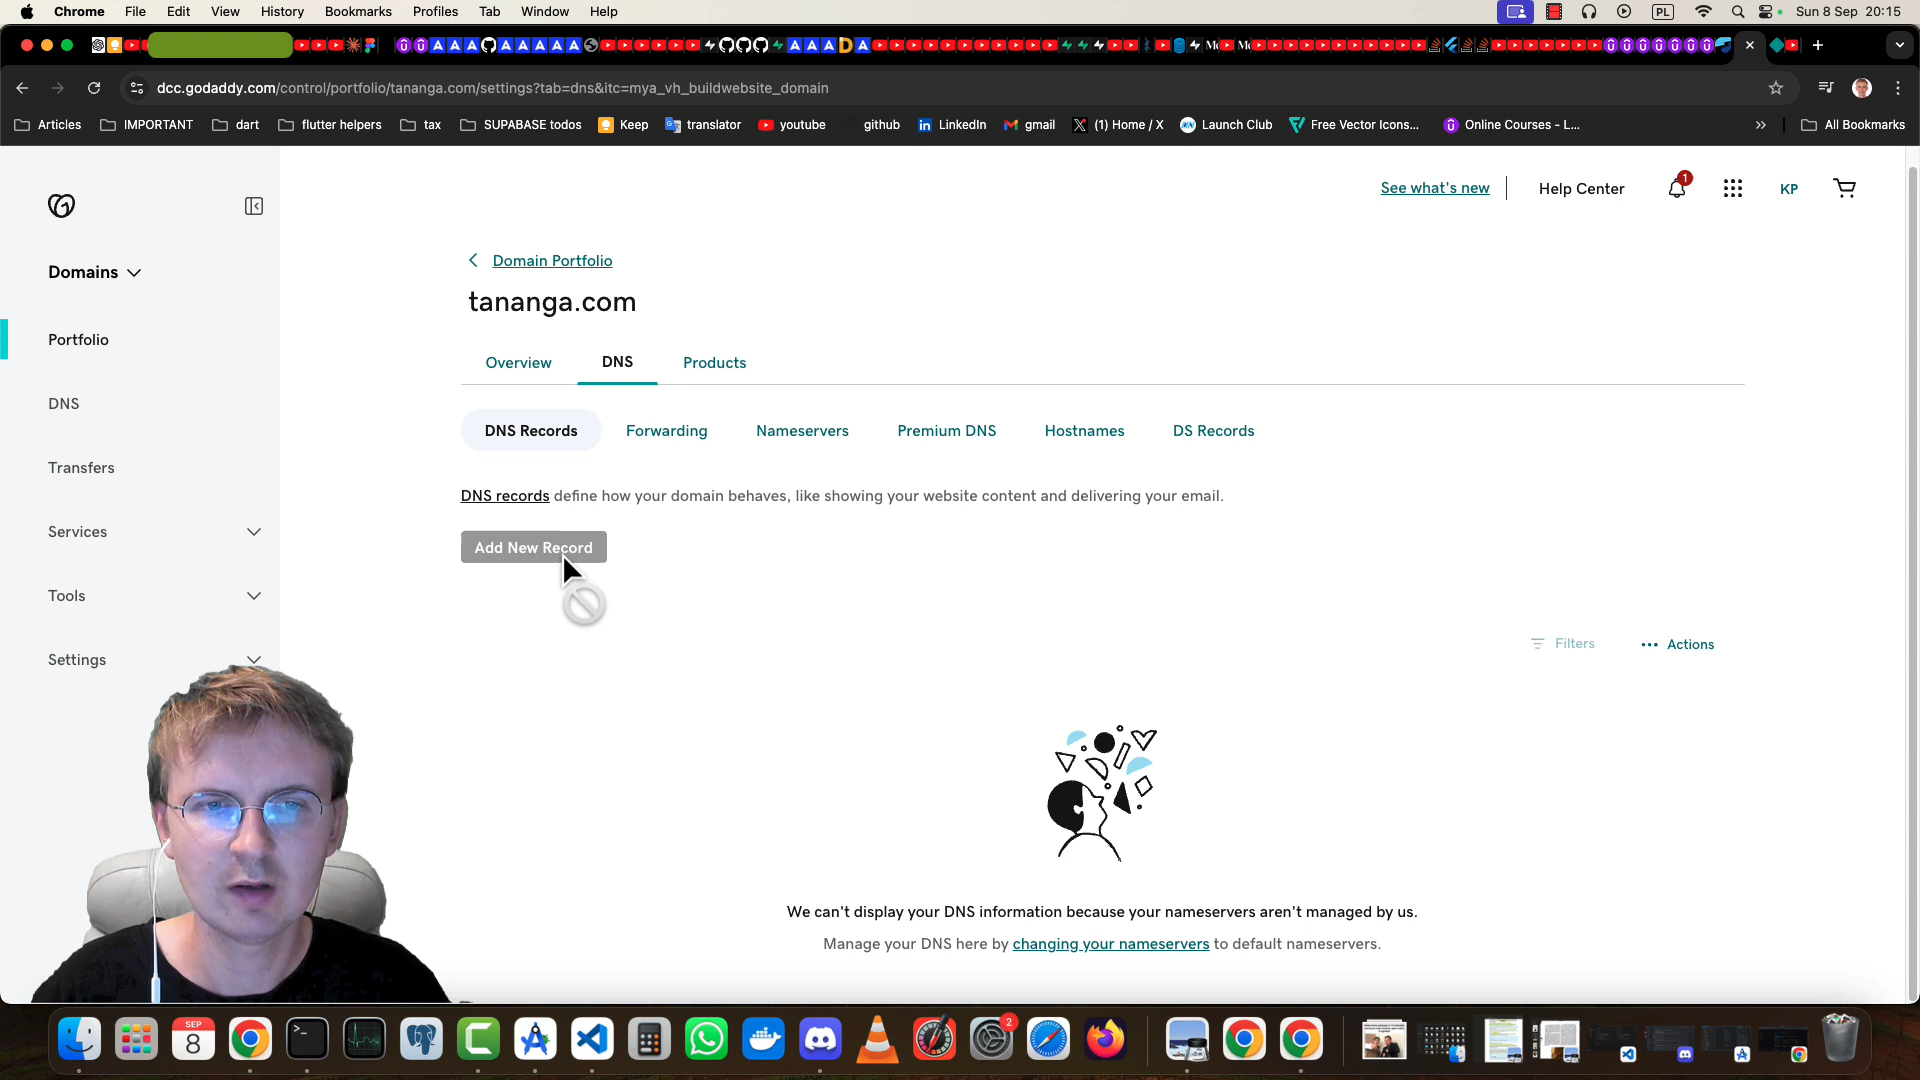 Chrome File Edit View History Bookmarks Profiles Tab Window Help PL Sun 8 Sep 20:15
dcc.godaddy.com/control/portfolio/tananga.com/settings?tab=dns&itc=mya_vh_buildwebsite_domain
Articles IMPORTANT dart flutter helpers tax SUPABASE todos Keep translator youtube github LinkedIn gmail (1) Home / X Launch Club Free Vector Icons... Online Courses - L... » All Bookmarks
See what's new Help Center 1 KP
Domains
Portfolio
DNS
Transfers
Services
Tools
Settings
Domain Portfolio
tananga.com
Overview DNS Products
DNS Records Forwarding Nameservers Premium DNS Hostnames DS Records
DNS records define how your domain behaves, like showing your website content and delivering your email.
Add New Record
Filters Actions
We can't display your DNS information because your nameservers aren't managed by us.
Manage your DNS here by changing your nameservers to default nameservers.
SEP
8
2